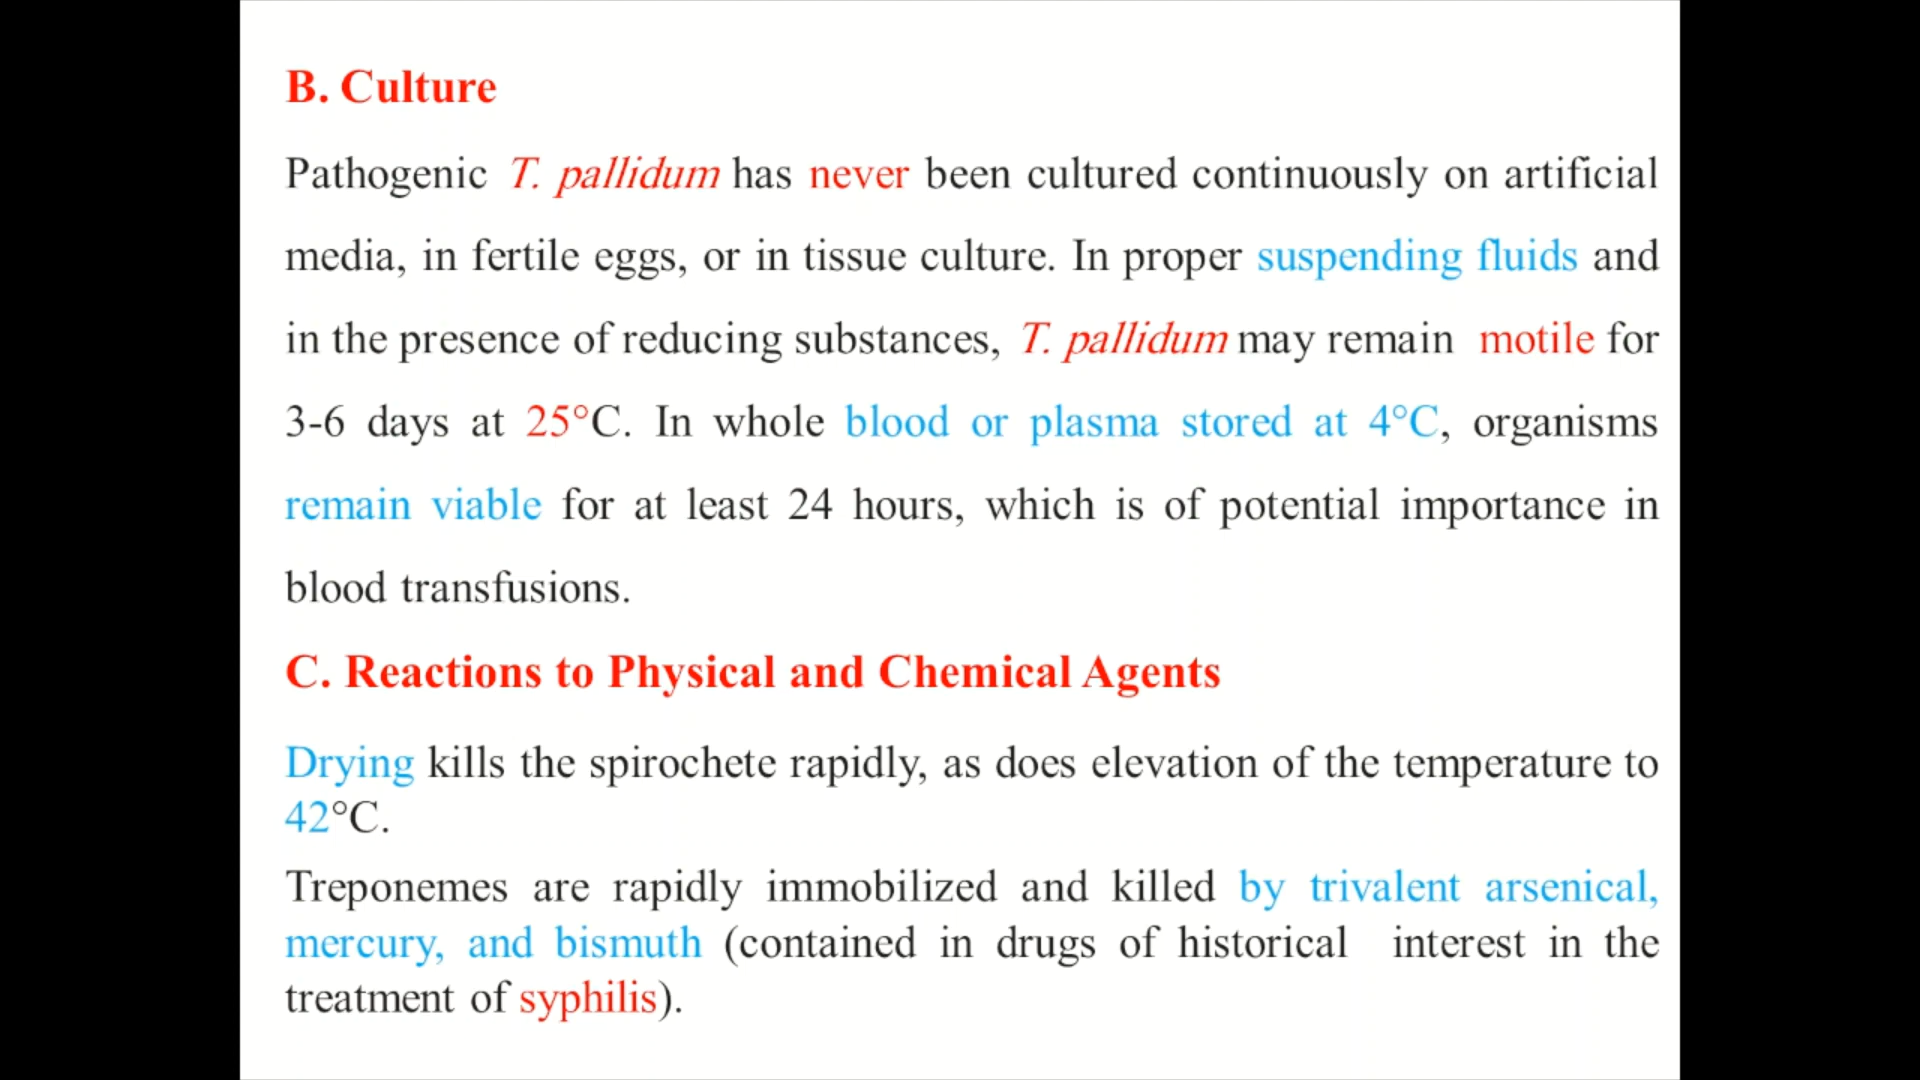 B. Culture
Pathogenic T. pallidum has never been cultured continuously on artificial
media, in fertile eggs, or in tissue culture. In proper suspending fluids and
in the presence of reducing substances, T. pallidum may remain motile for
3-6 days at 25°C. In whole blood or plasma stored at 4°C, organisms
remain viable for at least 24 hours, which is of potential importance in
blood transfusions.
C. Reactions to Physical and Chemical Agents
Drying kills the spirochete rapidly, as does elevation of the temperature to
42°C.
Treponemes are rapidly immobilized and killed by trivalent arsenical,
mercury, and bismuth (contained in drugs of historical interest in the
treatment of syphilis).